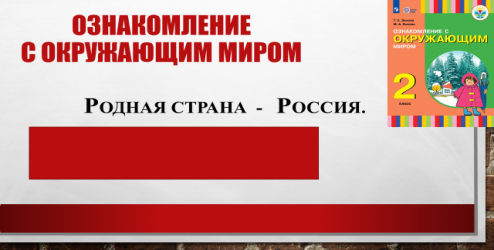 ОЗНАКОМЛЕНИЕ
С ОКРУЖАЮЩИМ МИРОМ
РОДНАЯ СТРАНА - РОССИЯ.
ОЗНАКОМЛЕНИЕ С
ОКРУЖАЮЩИМ
МИРОМ
2
КЛАСС